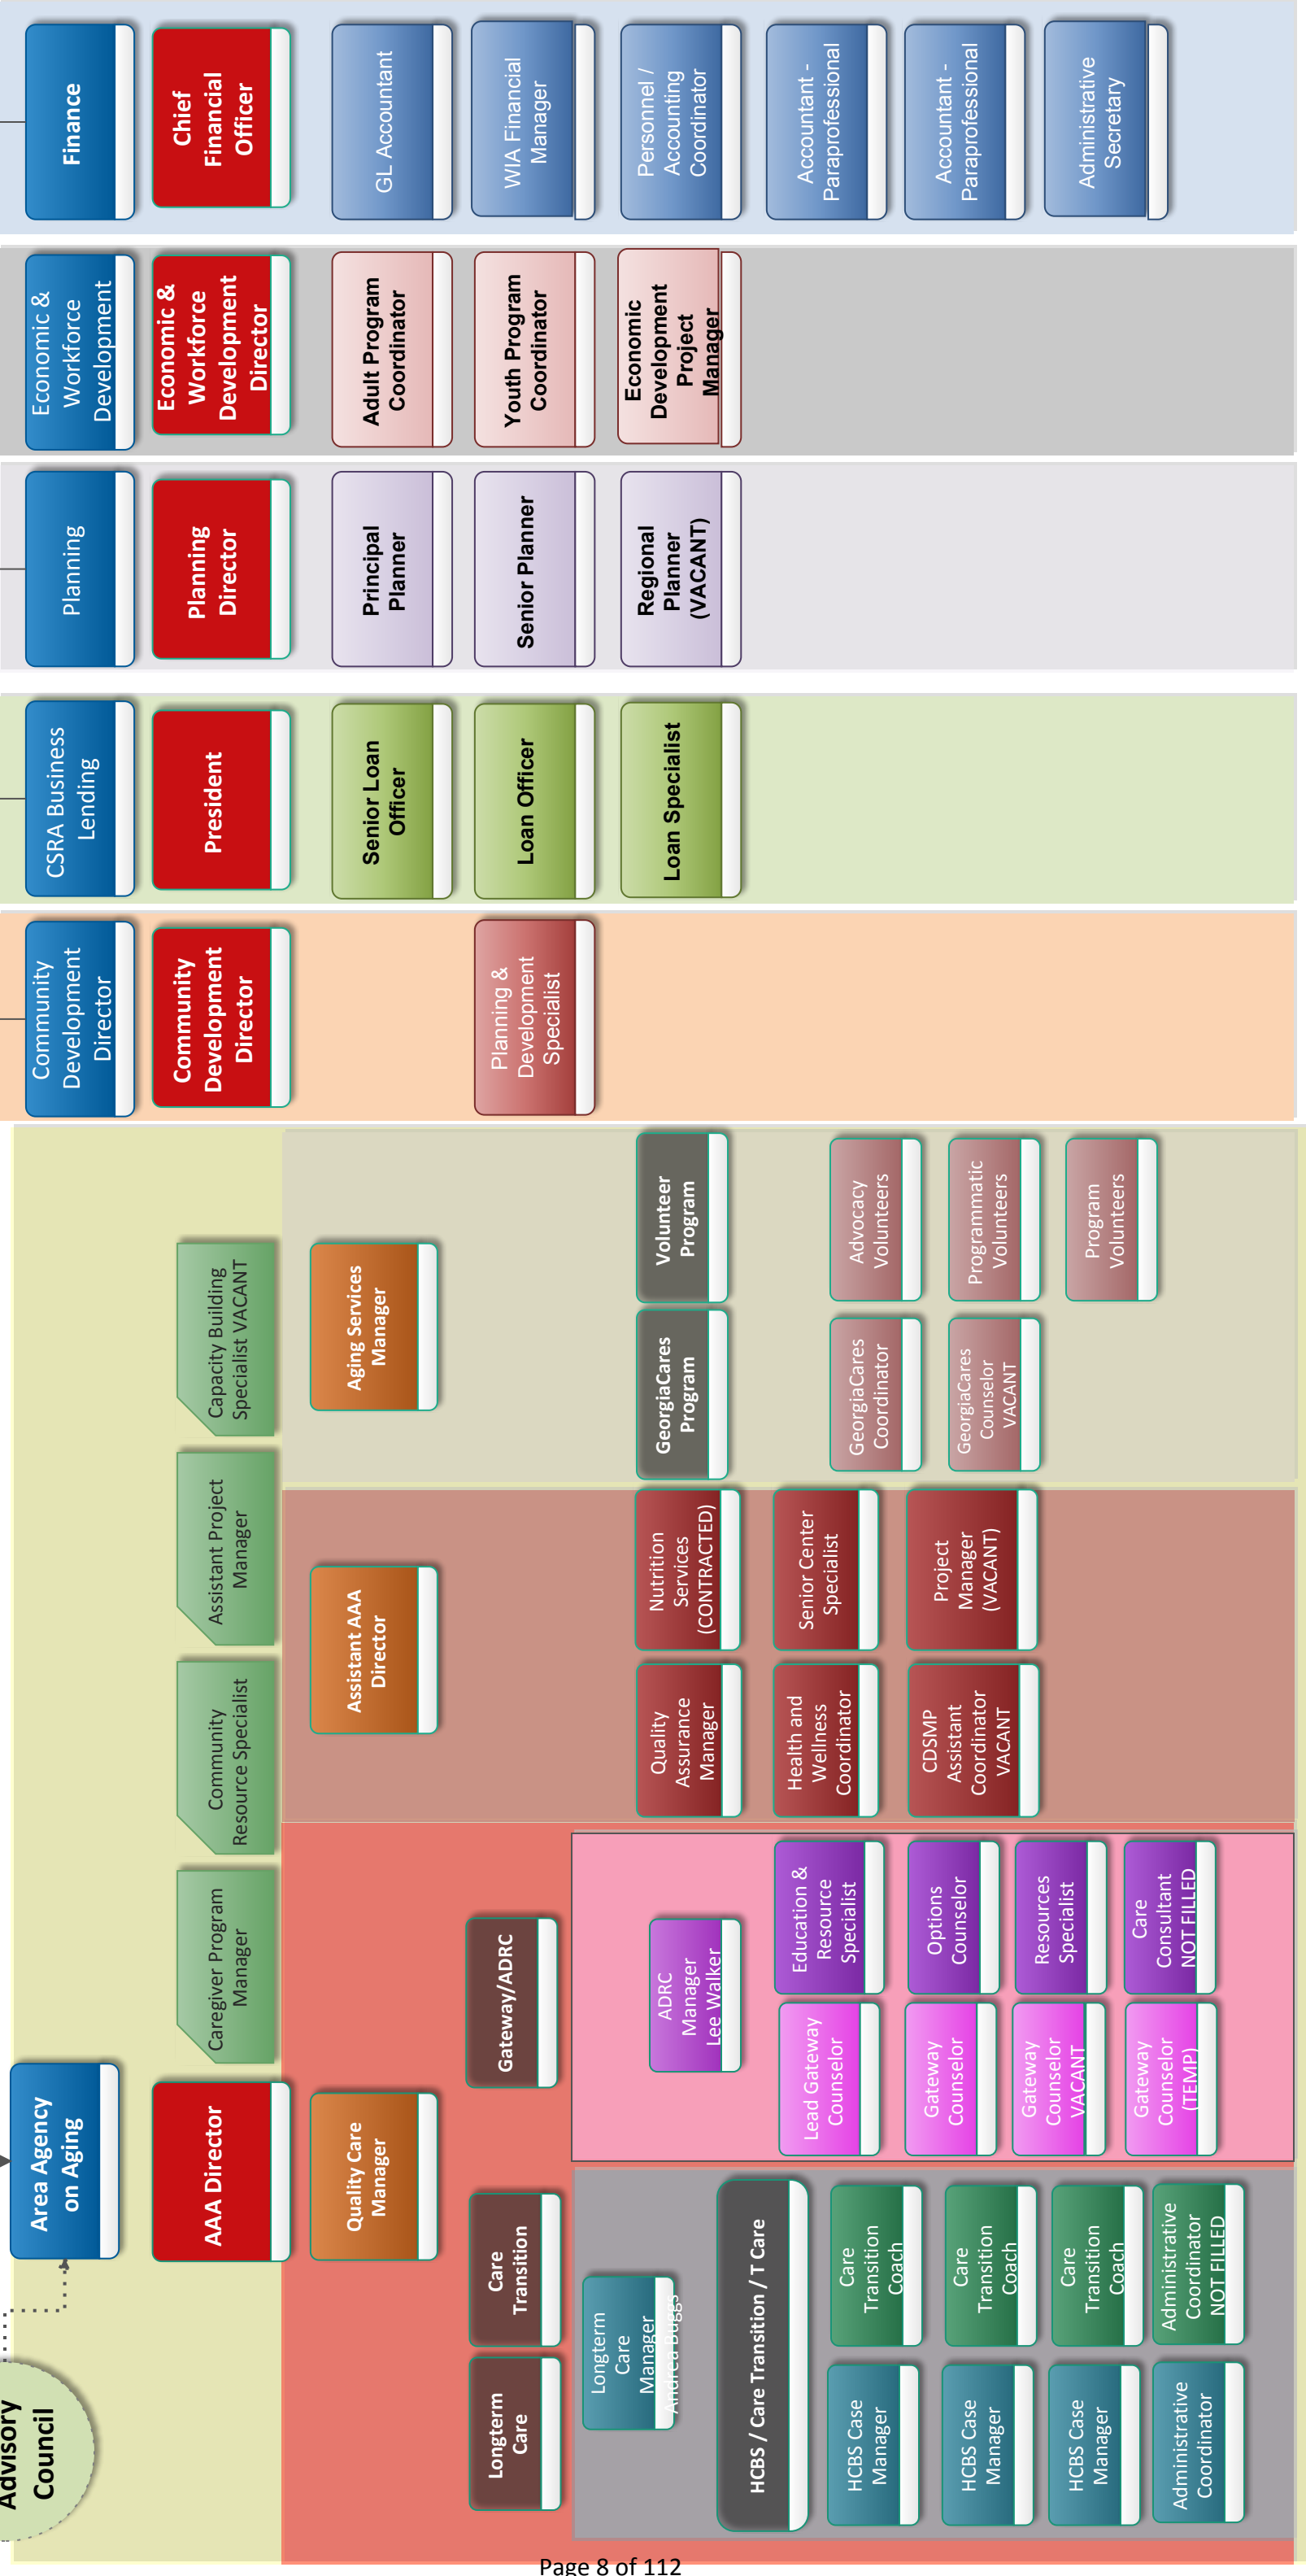 Advisory
Council
Area Agency
on Aging
AAA Director
Caregiver Program
Manager
Community
Resource Specialist
Assistant Project
Manager
Capacity Building
Specialist VACANT
Quality Care
Manager
Assistant AAA
Director
Aging Services
Manager
Longterm
Care
Care
Transition
Gateway/ADRC
Longterm
Care
Manager
Andrea Buggs
HCBS / Care Transition / T Care
HCBS Case
Manager
Care
Transition
Coach
HCBS Case
Manager
Care
Transition
Coach
HCBS Case
Manager
Care
Transition
Coach
Administrative
Coordinator
Administrative
Coordinator
NOT FILLED
ADRC
Manager
Lee Walker
Lead Gateway
Counselor
Education &
Resource
Specialist
Gateway
Counselor
Options
Counselor
Gateway
Counselor
VACANT
Resources
Specialist
Gateway
Counselor
(TEMP)
Care
Consultant
NOT FILLED
Quality
Assurance
Manager
Nutrition
Services
(CONTRACTED)
Health and
Wellness
Coordinator
Senior Center
Specialist
CDSMP
Assistant
Coordinator
VACANT
Project
Manager
(VACANT)
GeorgiaCares
Program
Volunteer
Program
GeorgiaCares
Coordinator
Advocacy
Volunteers
GeorgiaCares
Counselor
VACANT
Programmatic
Volunteers
Program
Volunteers
Community
Development
Director
Community
Development
Director
Planning &
Development
Specialist
CSRA Business
Lending
President
Senior Loan
Officer
Loan Officer
Loan Specialist
Planning
Planning
Director
Principal
Planner
Senior Planner
Regional
Planner
(VACANT)
Economic &
Workforce
Development
Economic &
Workforce
Development
Director
Adult Program
Coordinator
Youth Program
Coordinator
Economic
Development
Project
Manager
Finance
Chief
Financial
Officer
GL Accountant
WIA Financial
Manager
Personnel /
Accounting
Coordinator
Accountant -
Paraprofessional
Accountant -
Paraprofessional
Administrative
Secretary
Page 8 of 112